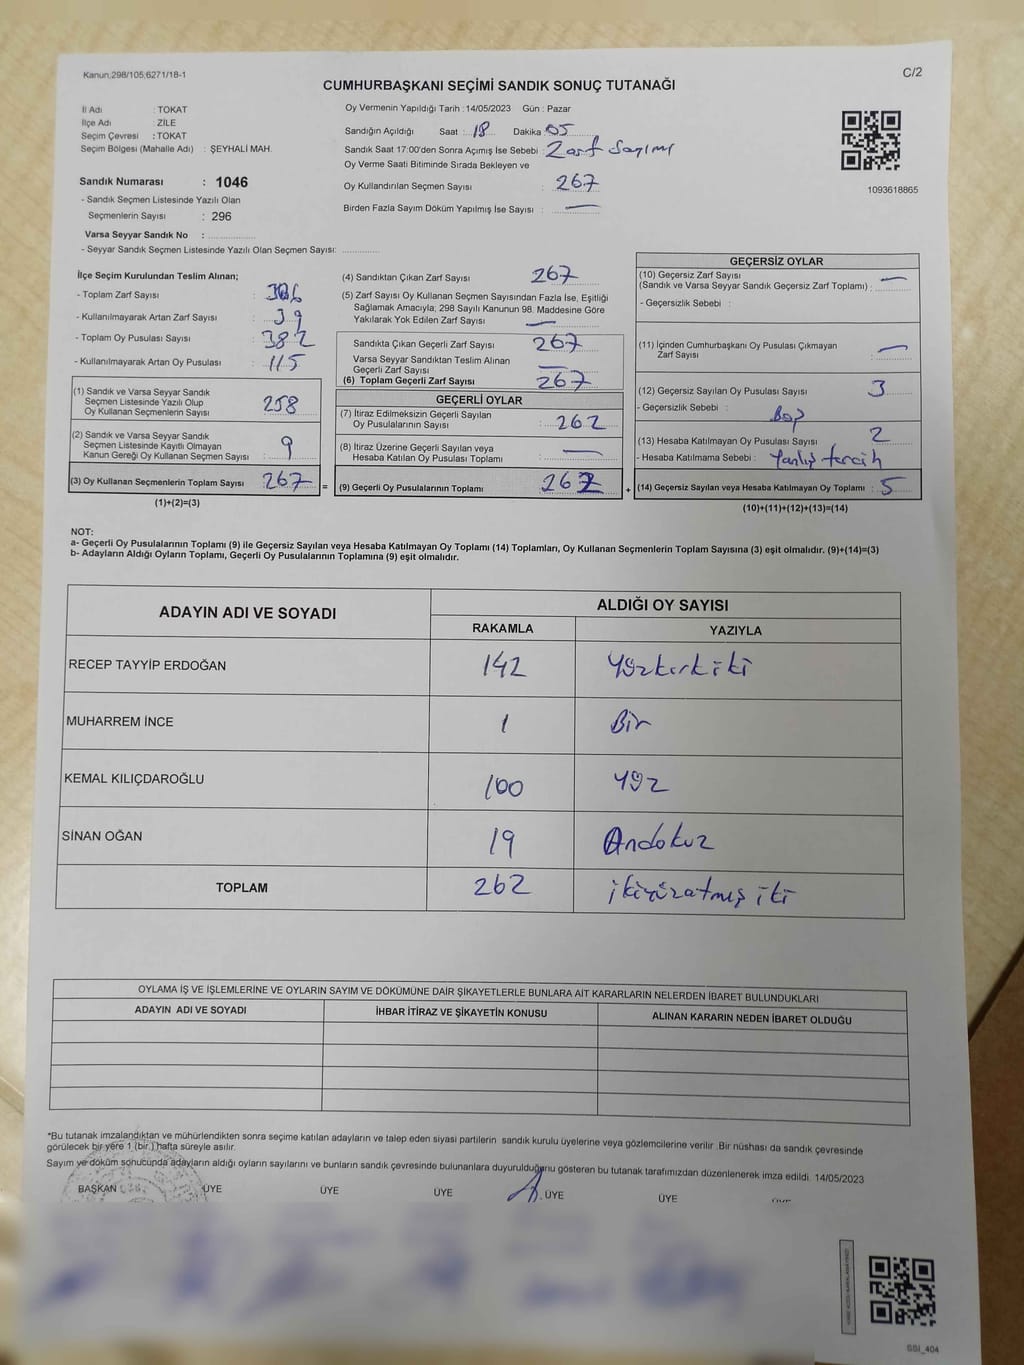 Kanun;298/105;6271/18-1
C/2
CUMHURBAŞKANI SEÇİMİ SANDIK SONUÇ TUTANAĞI
İl Adı : TOKAT
İlçe Adı : ZİLE
Seçim Çevresi : TOKAT
Seçim Bölgesi (Mahalle Adı) : ŞEYHALİ MAH.
Sandık Numarası : 1046
- Sandık Seçmen Listesinde Yazılı Olan
Seçmenlerin Sayısı : 296
Varsa Seyyar Sandık No :
- Seyyar Sandık Seçmen Listesinde Yazılı Olan Seçmen Sayısı:
Oy Vermenin Yapıldığı Tarih : 14/05/2023 Gün : Pazar
Sandığın Açıldığı Saat : 18 Dakika : 05
Sandık Saat 17:00'den Sonra Açımış İse Sebebi : Zarf Sayımı
Oy Verme Saati Bitiminde Sırada Bekleyen ve
Oy Kullandırılan Seçmen Sayısı : 267
Birden Fazla Sayım Döküm Yapılmış İse Sayısı : —
1093618865
İlçe Seçim Kurulundan Teslim Alınan;
- Toplam Zarf Sayısı :
- Kullanılmayarak Artan Zarf Sayısı : 39
- Toplam Oy Pusulası Sayısı : 382
- Kullanılmayarak Artan Oy Pusulası : 115
(1) Sandık ve Varsa Seyyar Sandık
Seçmen Listesinde Yazılı Olup
Oy Kullanan Seçmenlerin Sayısı : 258
(2) Sandık ve Varsa Seyyar Sandık
Seçmen Listesinde Kayıtlı Olmayan
Kanun Gereği Oy Kullanan Seçmen Sayısı : 9
(3) Oy Kullanan Seçmenlerin Toplam Sayısı : 267 =
(1)+(2)=(3)
(4) Sandıktan Çıkan Zarf Sayısı : 267
(5) Zarf Sayısı Oy Kullanan Seçmen Sayısından Fazla İse, Eşitliği
Sağlamak Amacıyla, 298 Sayılı Kanunun 98. Maddesine Göre
Yakılarak Yok Edilen Zarf Sayısı : —
Sandıkta Çıkan Geçerli Zarf Sayısı : 267
Varsa Seyyar Sandıktan Teslim Alınan
Geçerli Zarf Sayısı : —
(6) Toplam Geçerli Zarf Sayısı : 267
GEÇERLİ OYLAR
(7) İtiraz Edilmeksizin Geçerli Sayılan
Oy Pusulalarının Sayısı : 262
(8) İtiraz Üzerine Geçerli Sayılan veya
Hesaba Katılan Oy Pusulası Toplamı : —
(9) Geçerli Oy Pusulalarının Toplamı : 262 +
GEÇERSİZ OYLAR
(10) Geçersiz Zarf Sayısı
(Sandık ve Varsa Seyyar Sandık Geçersiz Zarf Toplamı) : —
- Geçersizlik Sebebi :
(11) İçinden Cumhurbaşkanı Oy Pusulası Çıkmayan
Zarf Sayısı : —
(12) Geçersiz Sayılan Oy Pusulası Sayısı : 3
- Geçersizlik Sebebi : Boş
(13) Hesaba Katılmayan Oy Pusulası Sayısı : 2
- Hesaba Katılmama Sebebi : Yanlış tercih
(14) Geçersiz Sayılan veya Hesaba Katılmayan Oy Toplamı : 5
(10)+(11)+(12)+(13)=(14)
NOT:
a- Geçerli Oy Pusulalarının Toplamı (9) ile Geçersiz Sayılan veya Hesaba Katılmayan Oy Toplamı (14) Toplamları, Oy Kullanan Seçmenlerin Toplam Sayısına (3) eşit olmalıdır. (9)+(14)=(3)
b- Adayların Aldığı Oyların Toplamı, Geçerli Oy Pusulalarının Toplamına (9) eşit olmalıdır.
ADAYIN ADI VE SOYADI
ALDIĞI OY SAYISI
RAKAMLA YAZIYLA
RECEP TAYYİP ERDOĞAN 142 Yüzkırkiki
MUHARREM İNCE 1 Bir
KEMAL KILIÇDAROĞLU 100 Yüz
SİNAN OĞAN 19 Ondokuz
TOPLAM 262 ikiyüzatmış iki
OYLAMA İŞ VE İŞLEMLERİNE VE OYLARIN SAYIM VE DÖKÜMÜNE DAİR ŞİKAYETLERLE BUNLARA AİT KARARLARIN NELERDEN İBARET BULUNDUKLARI
ADAYIN ADI VE SOYADI İHBAR İTİRAZ VE ŞİKAYETİN KONUSU ALINAN KARARIN NEDEN İBARET OLDUĞU
*Bu tutanak imzalandıktan ve mühürlendikten sonra seçime katılan adayların ve talep eden siyasi partilerin sandık kurulu üyelerine veya gözlemcilerine verilir .Bir nüshası da sandık çevresinde
görülecek bir yere 1 (bir ) hafta süreyle asılır.
Sayım ve döküm sonucunda adayların aldığı oyların sayılarını ve bunların sandık çevresinde bulunanlara duyurulduğunu gösteren bu tutanak tarafımızdan düzenlenerek imza edildi. 14/05/2023
BAŞKAN ÜYE ÜYE ÜYE ÜYE ÜYE
SSI_404